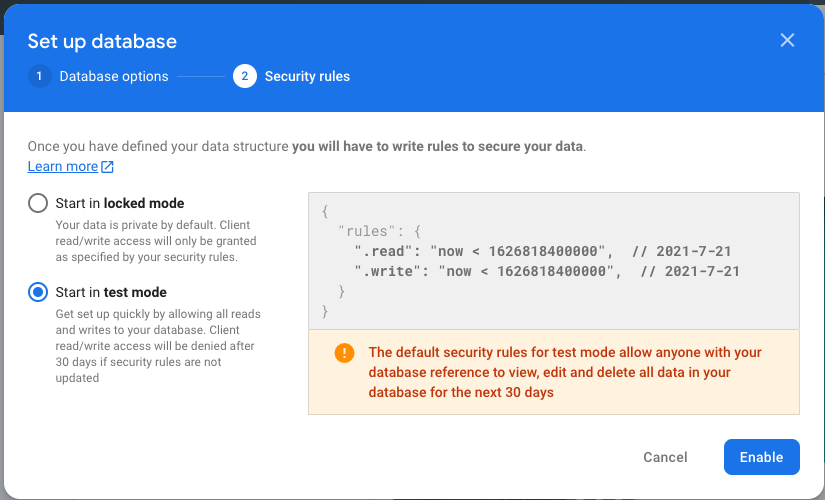 Set up database
1 Database options 2 Security rules
Once you have defined your data structure you will have to write rules to secure your data.
Learn more
Start in locked mode
Your data is private by default. Client
read/write access will only be granted
as specified by your security rules.
Start in test mode
Get set up quickly by allowing all reads
and writes to your database. Client
read/write access will be denied after
30 days if security rules are not
updated
{
"rules": {
".read": "now < 1626818400000", // 2021-7-21
".write": "now < 1626818400000", // 2021-7-21
}
}
The default security rules for test mode allow anyone with your
database reference to view, edit and delete all data in your
database for the next 30 days
Cancel Enable